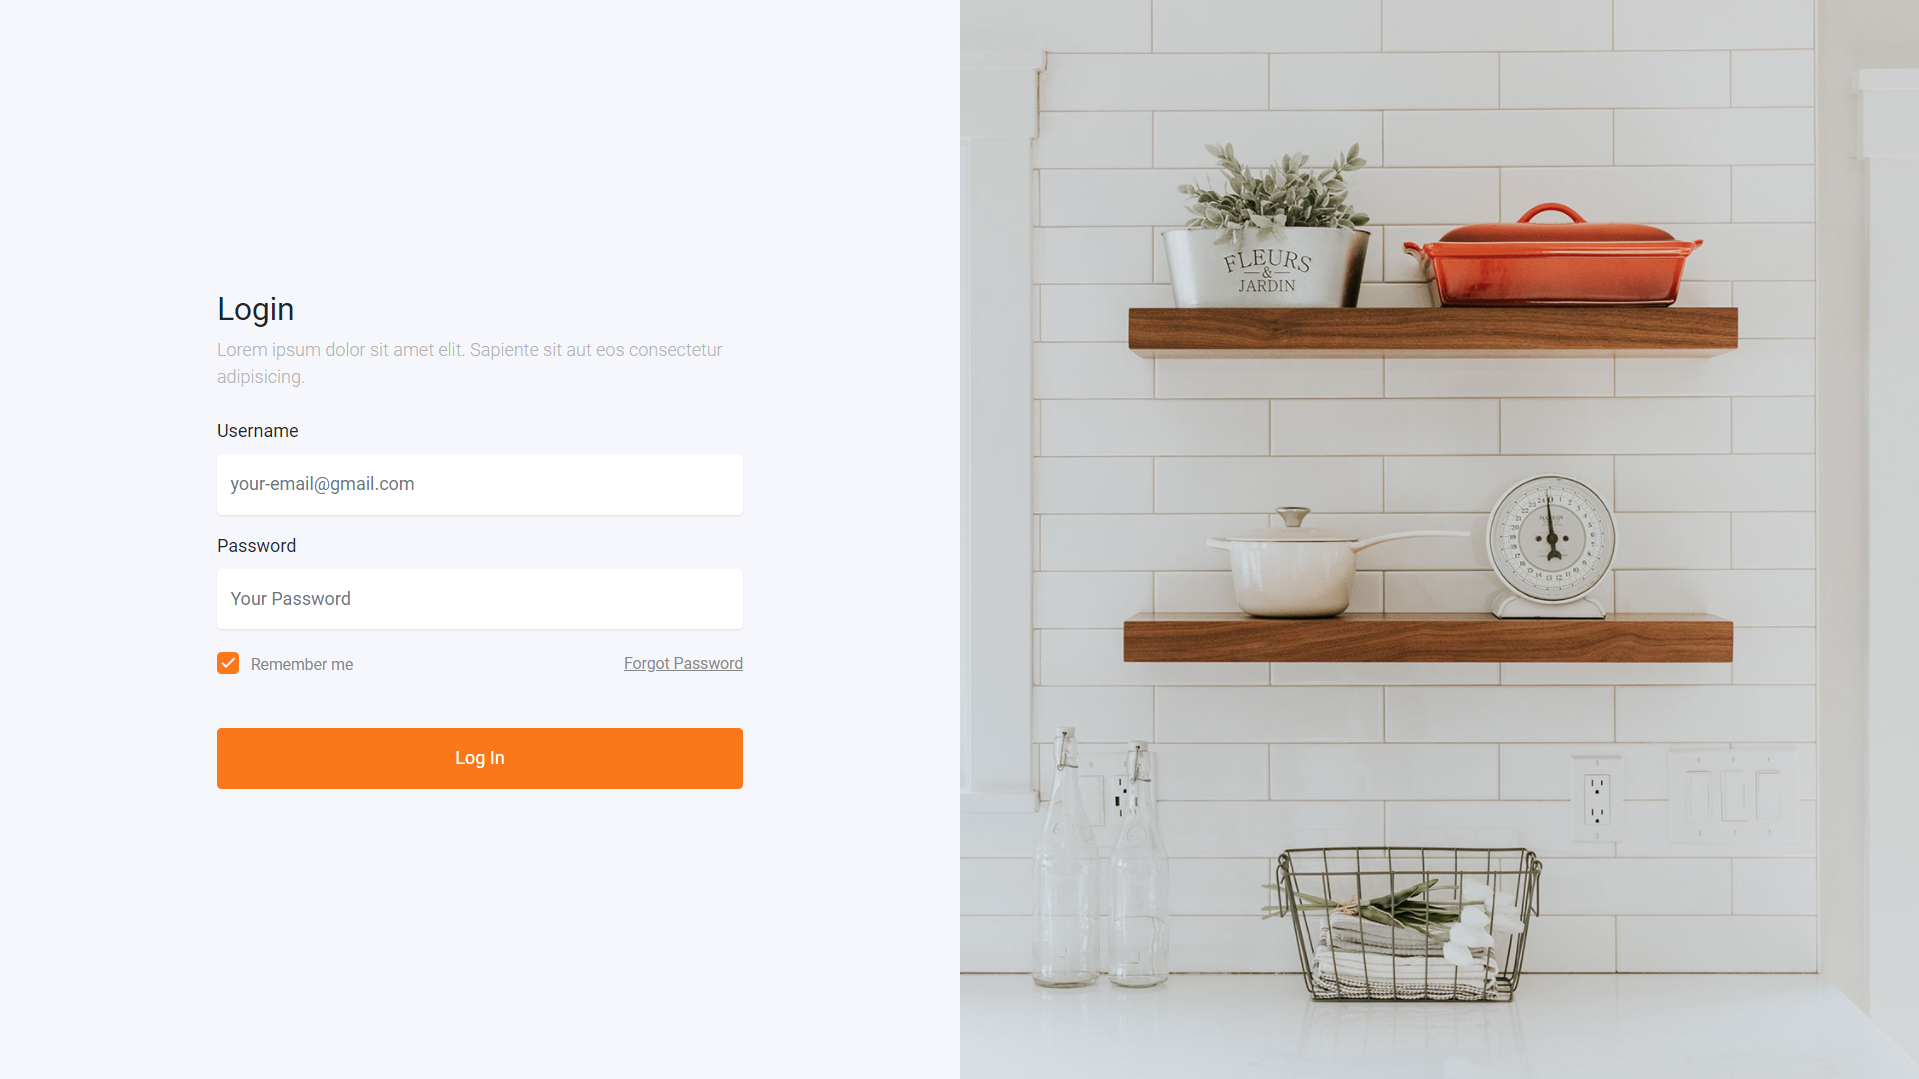 Login
Lorem ipsum dolor sit amet elit. Sapiente sit aut eos consectetur
adipisicing.
Username
your-email@gmail.com
Password
Your Password
Remember me
Forgot Password
Log In
FLEURS
&
JARDIN